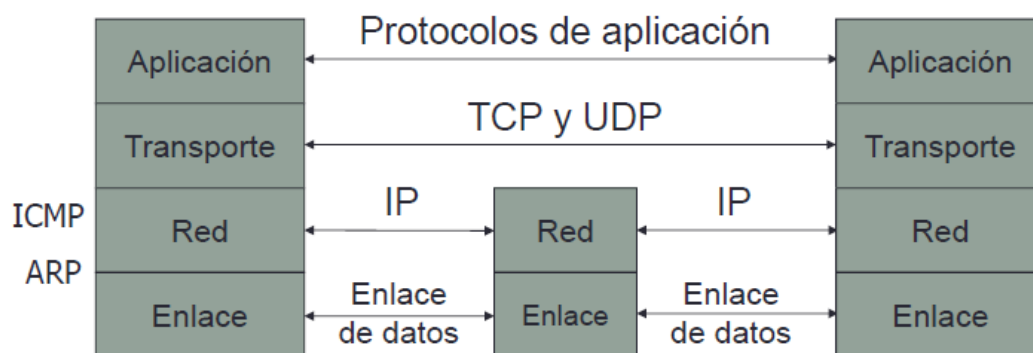 Protocolos de aplicación
Aplicación
Aplicación
TCP y UDP
Transporte
Transporte
ICMP
IP
IP
Red
Red
Red
ARP
Enlace
de datos
Enlace
de datos
Enlace
Enlace
Enlace